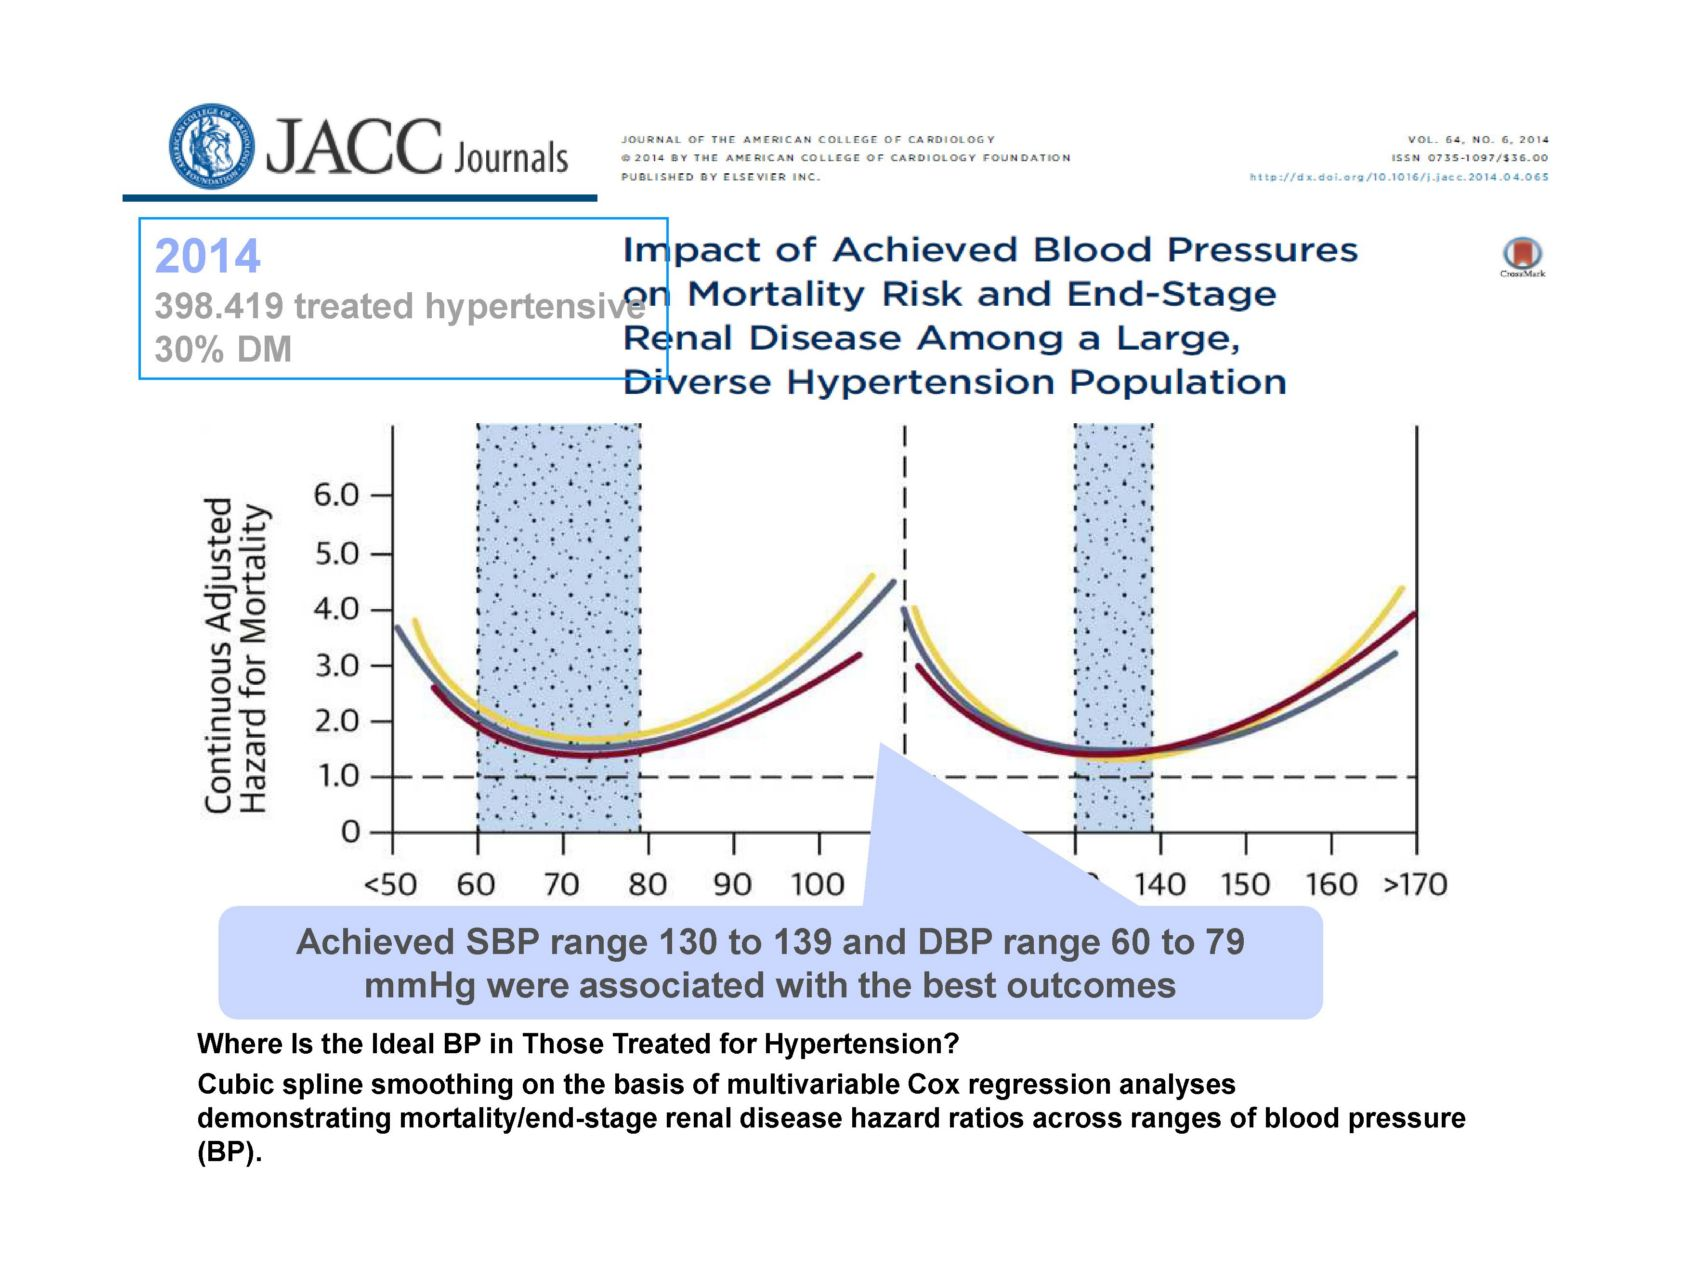 AMERICAN COLLEGE OF CARDIOLOGY FOUNDATION
JACC Journals
JOURNAL OF THE AMERICAN COLLEGE OF CARDIOLOGY
© 2014 BY THE AMERICAN COLLEGE OF CARDIOLOGY FOUNDATION
PUBLISHED BY ELSEVIER INC.
VOL. 64, NO. 6, 2014
ISSN 0735-1097/$36.00
http://dx.doi.org/10.1016/j.jacc.2014.04.065
2014
398.419 treated hypertensive
30% DM
Impact of Achieved Blood Pressures
on Mortality Risk and End-Stage
Renal Disease Among a Large,
Diverse Hypertension Population
CrossMark
Continuous Adjusted
Hazard for Mortality
6.0
5.0
4.0
3.0
2.0
1.0
0
<50 60 70 80 90 100 140 150 160 >170
Achieved SBP range 130 to 139 and DBP range 60 to 79
mmHg were associated with the best outcomes
Where Is the Ideal BP in Those Treated for Hypertension?
Cubic spline smoothing on the basis of multivariable Cox regression analyses
demonstrating mortality/end-stage renal disease hazard ratios across ranges of blood pressure
(BP).